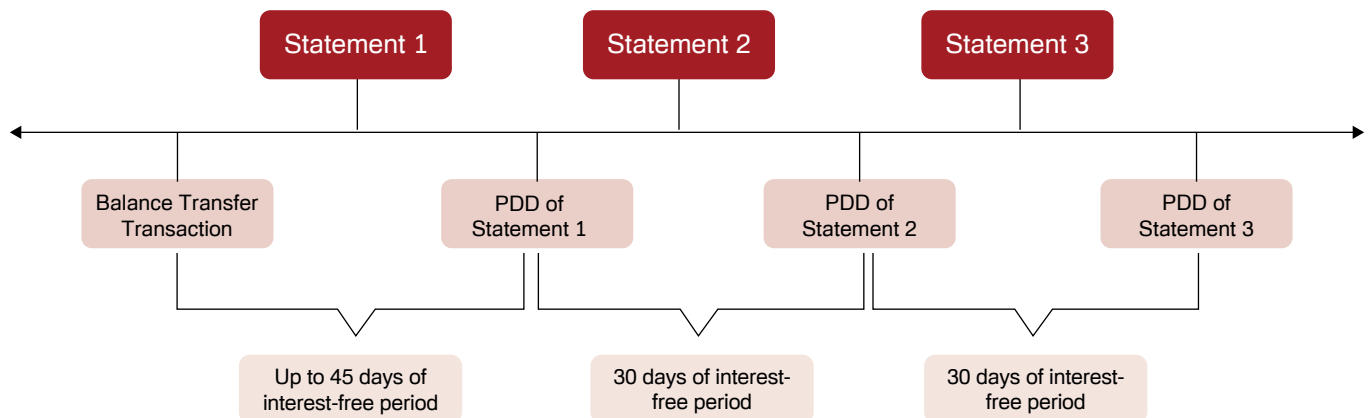 Statement 1
Statement 2
Statement 3
Balance Transfer
Transaction
PDD of
Statement 1
PDD of
Statement 2
PDD of
Statement 3
Up to 45 days of
interest-free period
30 days of interest-
free period
30 days of interest-
free period